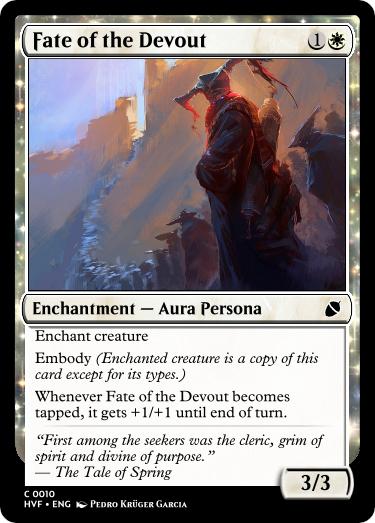 Fate of the Devout 1
Enchantment — Aura Persona
Enchant creature
Embody (Enchanted creature is a copy of this
card except for its types.)
Whenever Fate of the Devout becomes
tapped, it gets +1/+1 until end of turn.
“First among the seekers was the cleric, grim of
spirit and divine of purpose.”
— The Tale of Spring
3/3
C 0010
HVF • ENG Pedro Krüger Garcia